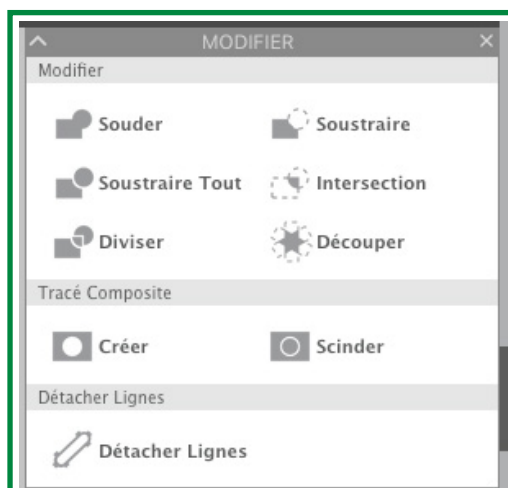 MODIFIER
Modifier
Souder Soustraire
Soustraire Tout Intersection
Diviser Découper
Tracé Composite
Créer Scinder
Détacher Lignes
Détacher Lignes